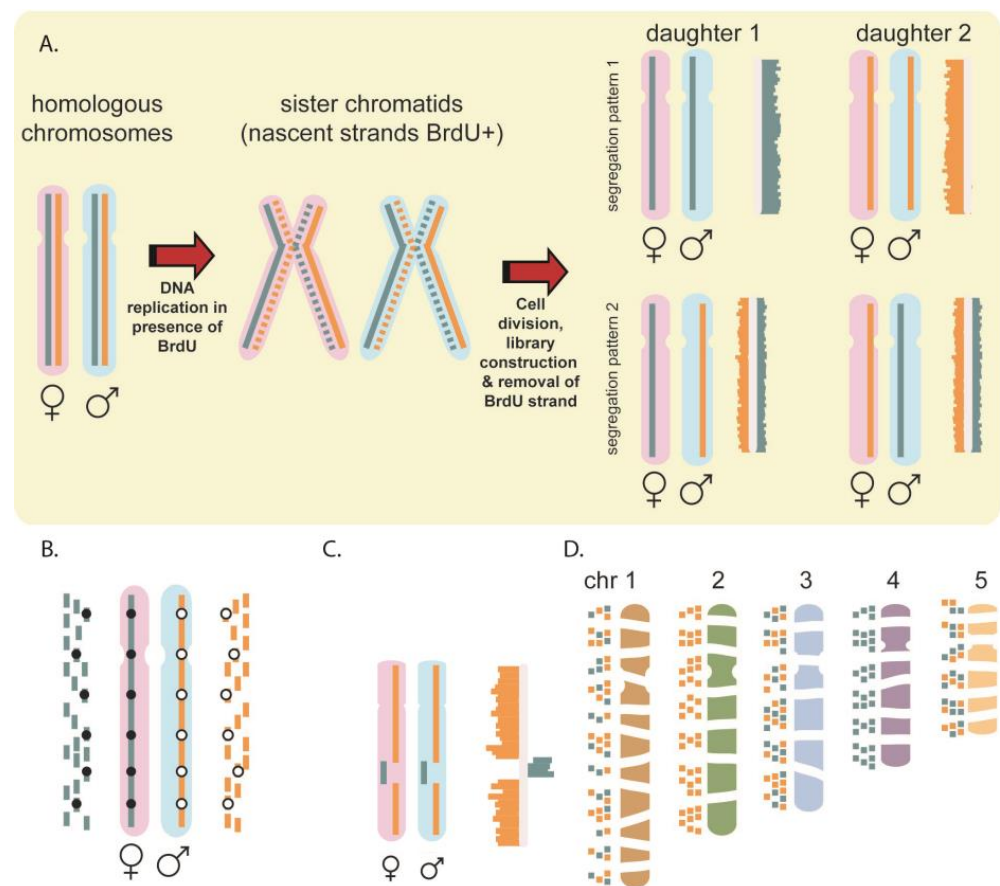 A.
homologous
chromosomes
♀ ♂
DNA
replication in
presence of
BrdU
sister chromatids
(nascent strands BrdU+)
Cell
division,
library
construction
& removal of
BrdU strand
daughter 1
daughter 2
segregation pattern 1
♀ ♂
♀ ♂
segregation pattern 2
♀ ♂
♀ ♂
B.
♀ ♂
C.
♀ ♂
D.
chr 1 2 3 4 5